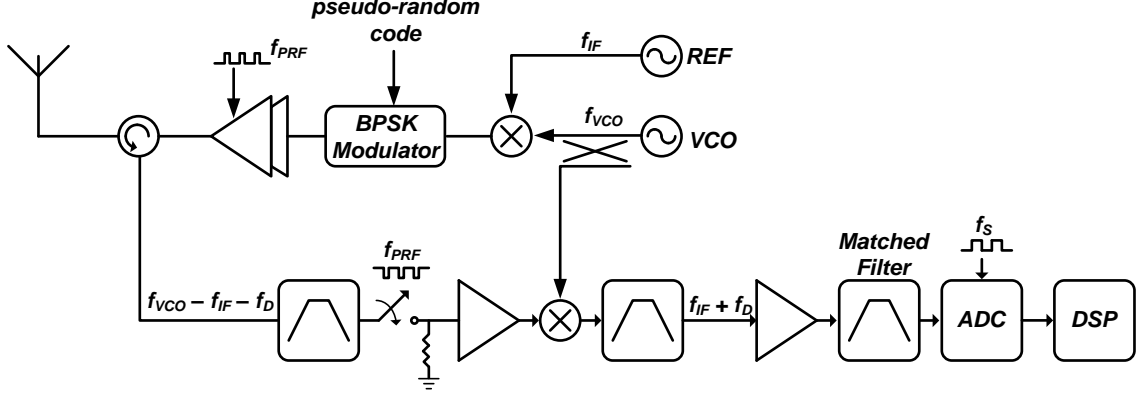 pseudo-random
code
f_PRF
f_IF
REF
f_VCO
VCO
BPSK
Modulator
f_PRF
f_S
Matched
Filter
f_VCO – f_IF – f_D
f_IF + f_D
ADC
DSP